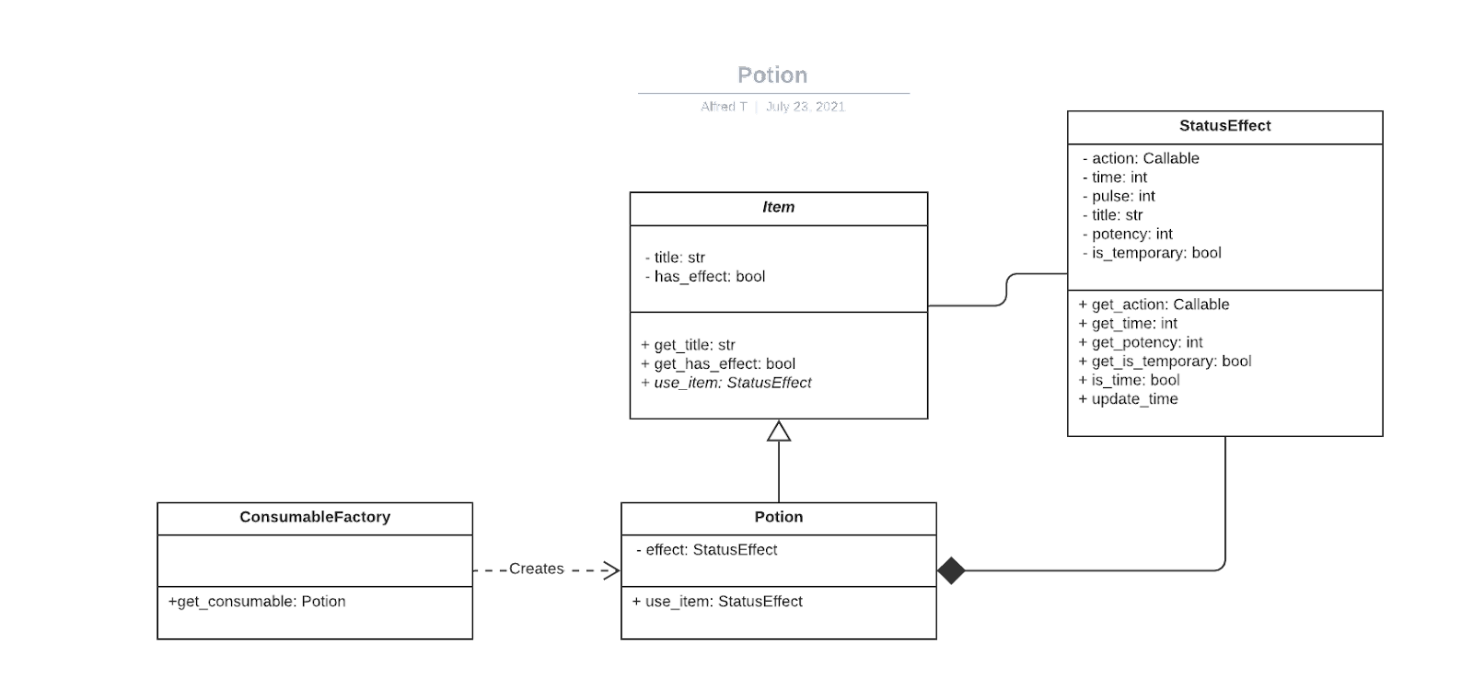 Potion
Alfred T | July 23, 2021
StatusEffect
- action: Callable
- time: int
- pulse: int
- title: str
- potency: int
- is_temporary: bool
+ get_action: Callable
+ get_time: int
+ get_potency: int
+ get_is_temporary: bool
+ is_time: bool
+ update_time
Item
- title: str
- has_effect: bool
+ get_title: str
+ get_has_effect: bool
+ use_item: StatusEffect
ConsumableFactory
+get_consumable: Potion
Creates
Potion
- effect: StatusEffect
+ use_item: StatusEffect